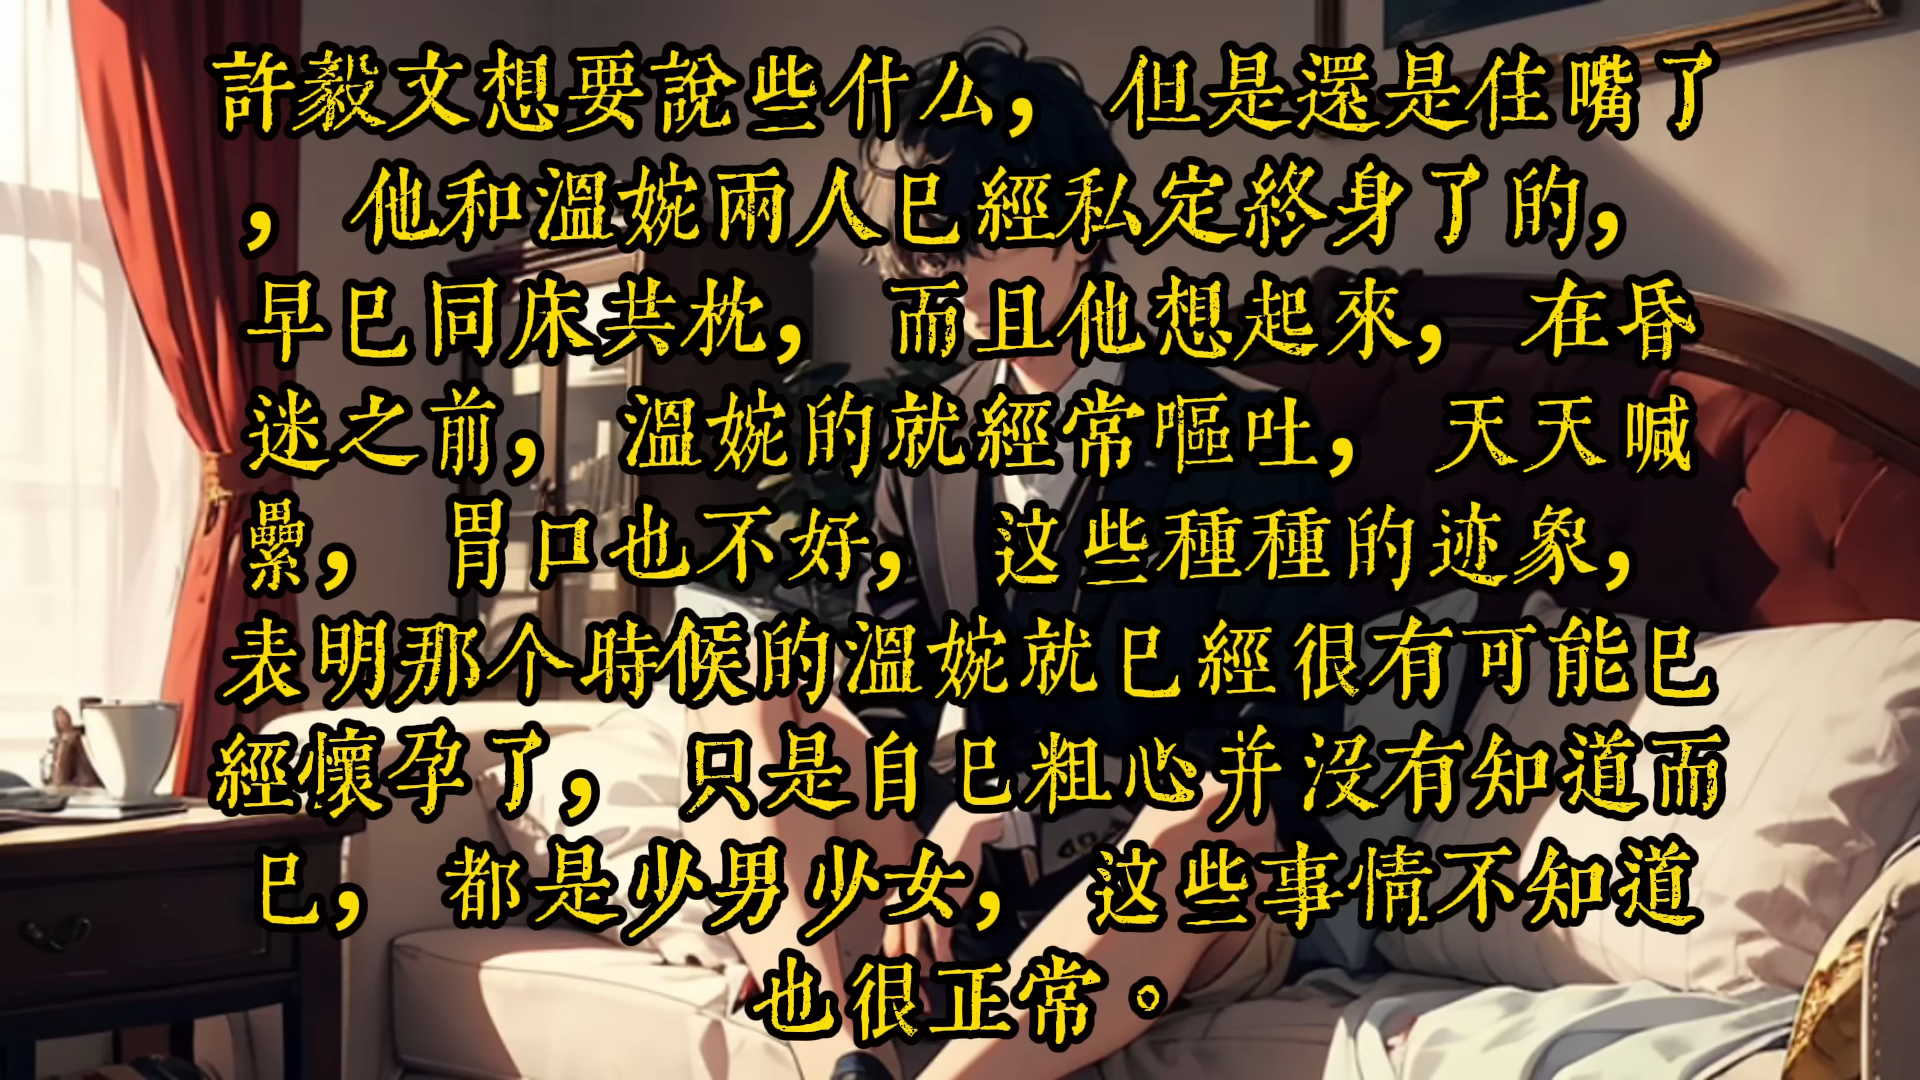 許毅文想要說些什么，但是還是住嘴了
，他和溫婉兩人已經私定終身了的，
早已同床共枕，而且他想起來，在昏
迷之前，溫婉的就經常嘔吐，天天喊
纍，胃口也不好，这些種種的迹象，
表明那个時候的溫婉就已經很有可能已
經懷孕了，只是自己粗心并沒有知道而
已，都是少男少女，这些事情不知道
也很正常。